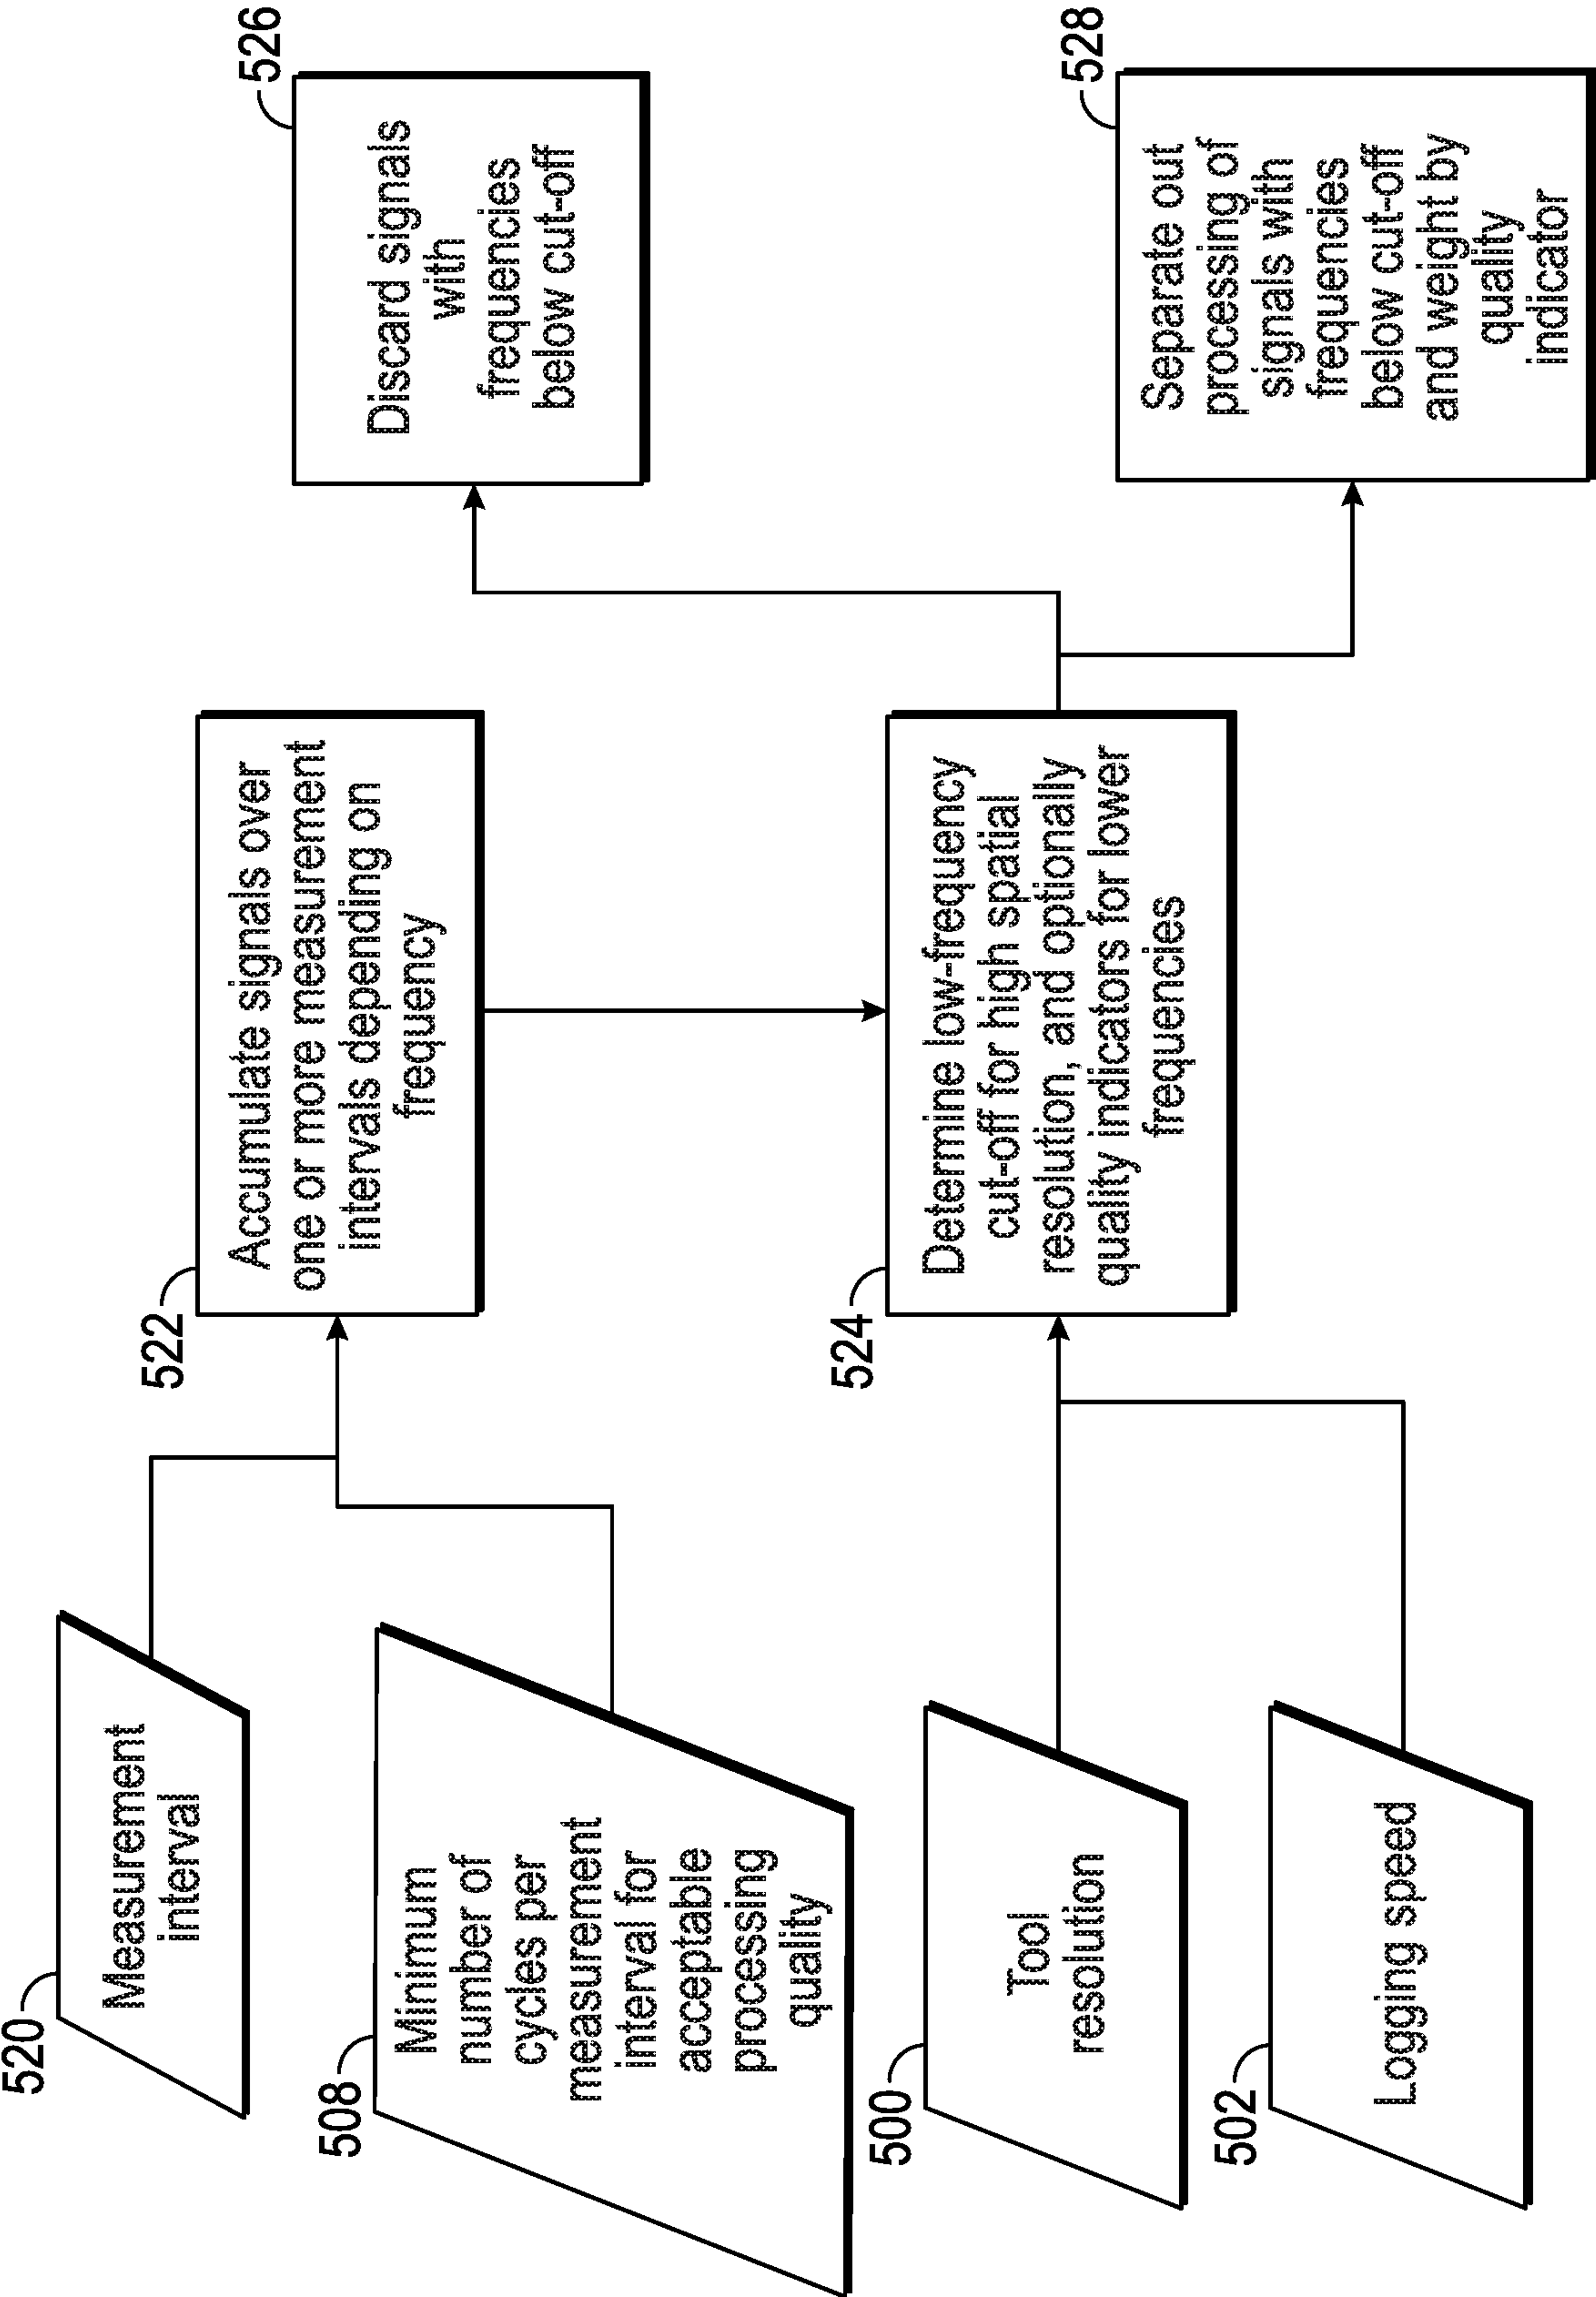 520
Measurement
interval
508
Minimum
number of
cycles per
measurement
interval for
acceptable
processing
quality
500
Tool
resolution
502
Logging speed
522
Accumulate signals over
one or more measurement
intervals depending on
frequency
524
Determine low-frequency
cut-off for high spatial
resolution, and optionally
quality indicators for lower
frequencies
526
Discard signals
with
frequencies
below cut-off
528
Separate out
processing of
signals with
frequencies
below cut-off
and weight by
quality
indicator